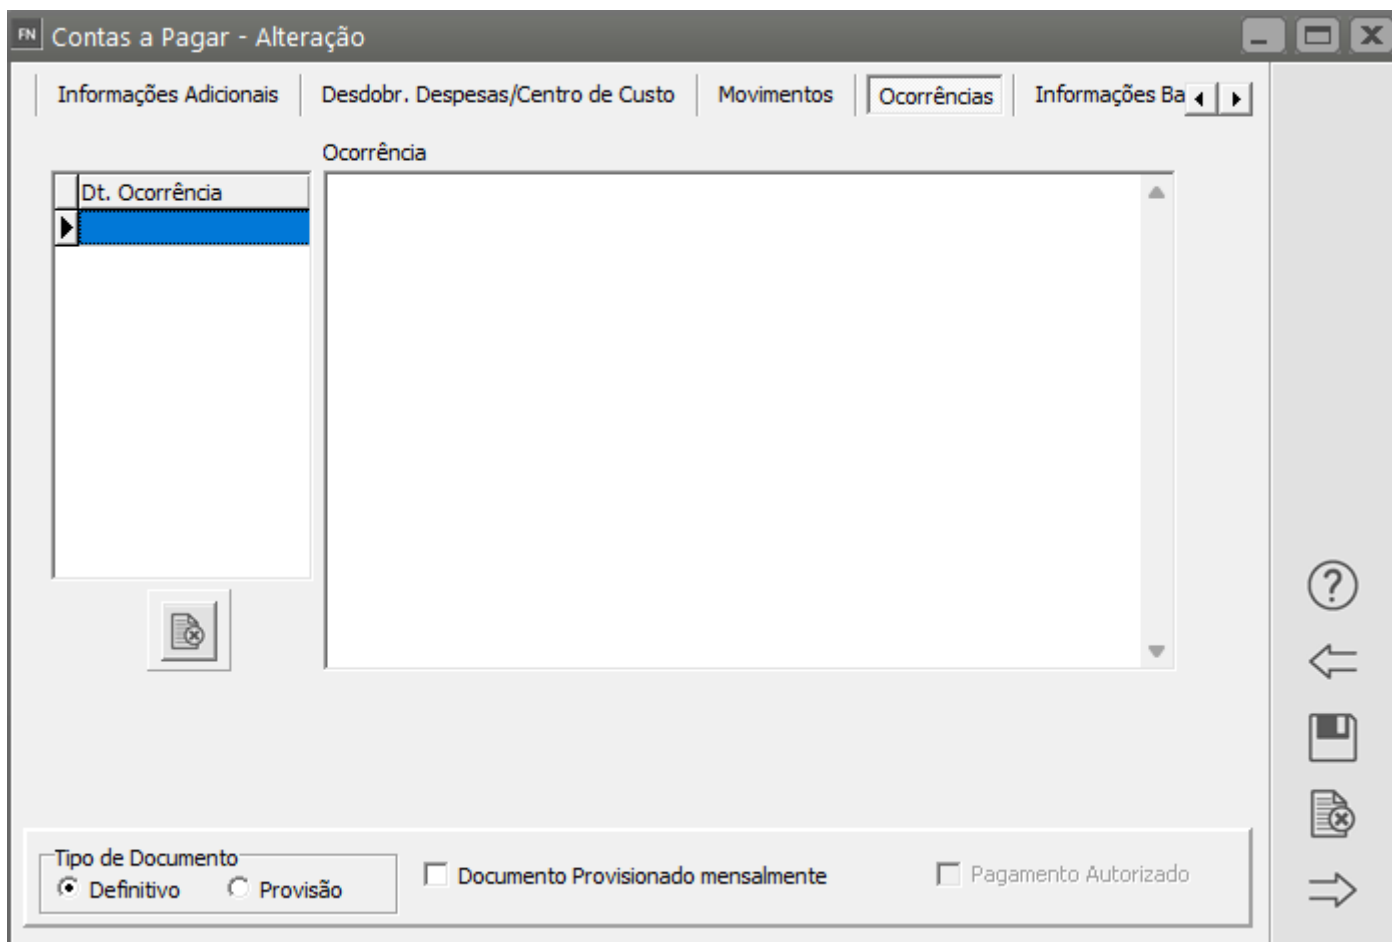 FN Contas a Pagar - Alteração
Informações Adicionais Desdobr. Despesas/Centro de Custo Movimentos Ocorrências Informações Ba
Ocorrência
Dt. Ocorrência
Tipo de Documento
Definitivo Provisão Documento Provisionado mensalmente Pagamento Autorizado